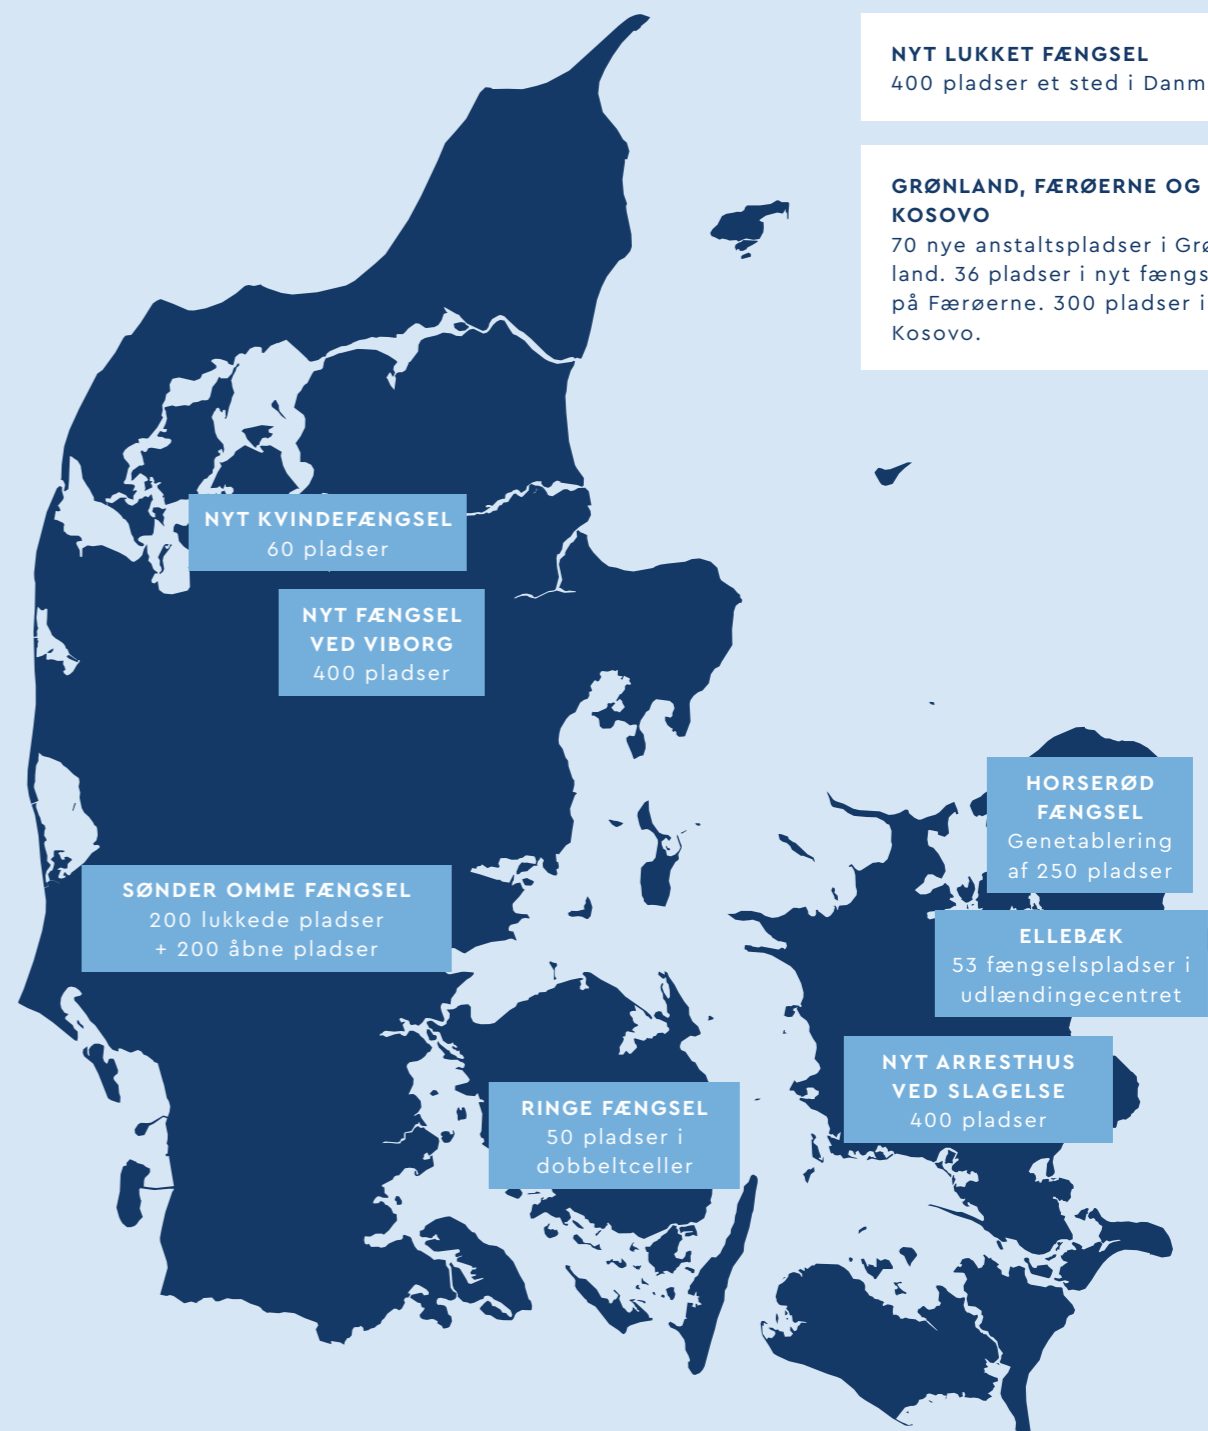 NYT LUKKET FÆNGSEL
400 pladser et sted i Danm
GRØNLAND, FÆRØERNE OG
KOSOVO
70 nye anstaltspladser i Grø
land. 36 pladser i nyt fængs
på Færøerne. 300 pladser i
Kosovo.
NYT KVINDEFÆNGSEL
60 pladser
NYT FÆNGSEL
VED VIBORG
400 pladser
HORSERØD
FÆNGSEL
Genetablering
af 250 pladser
SØNDER OMME FÆNGSEL
200 lukkede pladser
+ 200 åbne pladser
ELLEBÆK
53 fængselspladser i
udlændingecentret
NYT ARRESTHUS
VED SLAGELSE
400 pladser
RINGE FÆNGSEL
50 pladser i
dobbeltceller